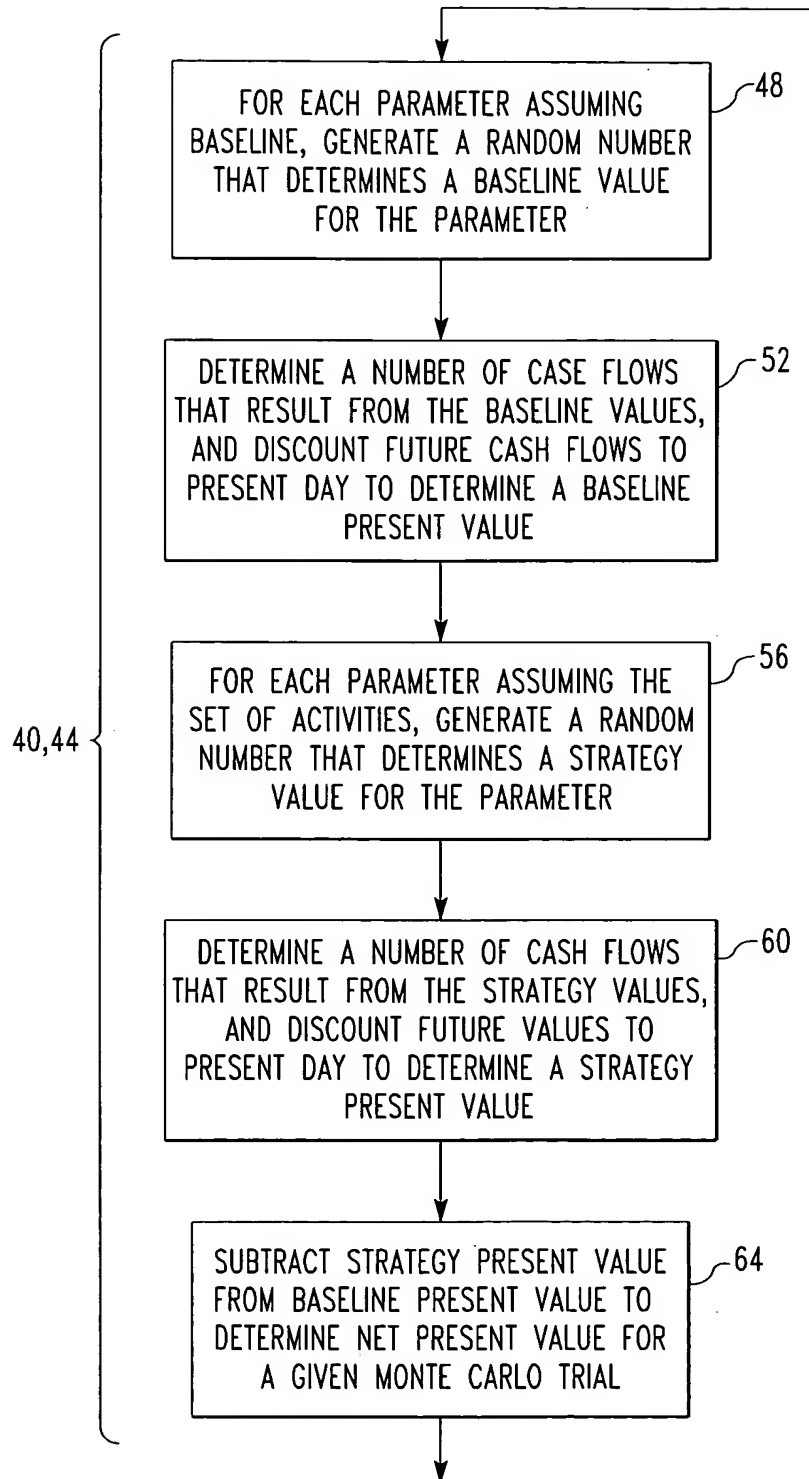 FOR EACH PARAMETER ASSUMING
BASELINE, GENERATE A RANDOM NUMBER
THAT DETERMINES A BASELINE VALUE
FOR THE PARAMETER
48
DETERMINE A NUMBER OF CASE FLOWS
THAT RESULT FROM THE BASELINE VALUES,
AND DISCOUNT FUTURE CASH FLOWS TO
PRESENT DAY TO DETERMINE A BASELINE
PRESENT VALUE
52
FOR EACH PARAMETER ASSUMING THE
SET OF ACTIVITIES, GENERATE A RANDOM
NUMBER THAT DETERMINES A STRATEGY
VALUE FOR THE PARAMETER
56
40,44
DETERMINE A NUMBER OF CASH FLOWS
THAT RESULT FROM THE STRATEGY VALUES,
AND DISCOUNT FUTURE VALUES TO
PRESENT DAY TO DETERMINE A STRATEGY
PRESENT VALUE
60
SUBTRACT STRATEGY PRESENT VALUE
FROM BASELINE PRESENT VALUE TO
DETERMINE NET PRESENT VALUE FOR
A GIVEN MONTE CARLO TRIAL
64